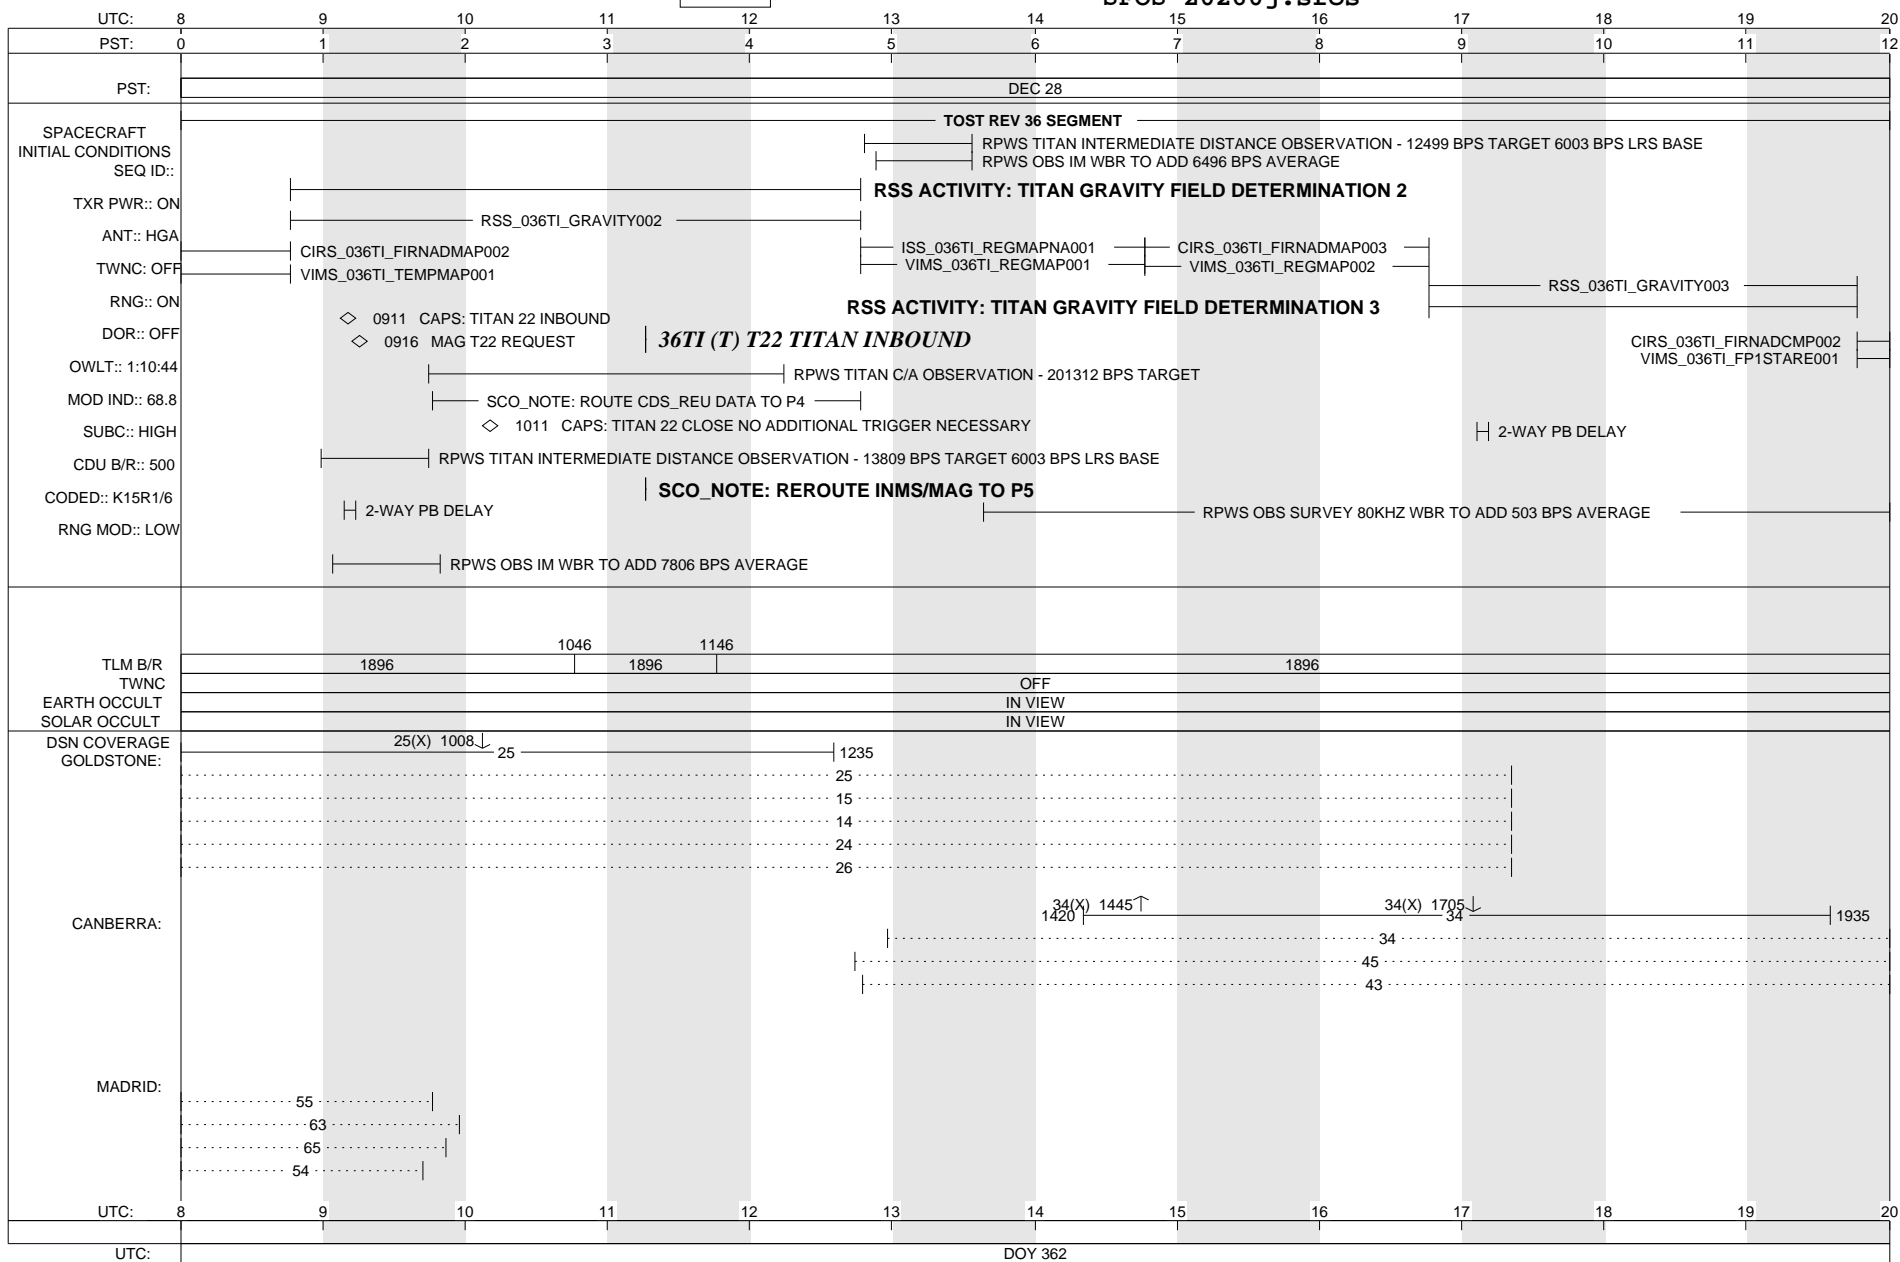 UTC: 8 9 10 11 12 13 14 15 16 17 18 19 20
PST: 0 1 2 3 4 5 6 7 8 9 10 11 12
PST: DEC 28
TOST REV 36 SEGMENT
SPACECRAFT
INITIAL CONDITIONS
SEQ ID::
TXR PWR:: ON
ANT:: HGA
TWNC: OFF
RNG:: ON
DOR:: OFF
OWLT:: 1:10:44
MOD IND:: 68.8
SUBC:: HIGH
CDU B/R:: 500
CODED:: K15R1/6
RNG MOD:: LOW
RPWS TITAN INTERMEDIATE DISTANCE OBSERVATION - 12499 BPS TARGET 6003 BPS LRS BASE
RPWS OBS IM WBR TO ADD 6496 BPS AVERAGE
RSS ACTIVITY: TITAN GRAVITY FIELD DETERMINATION 2
RSS_036TI_GRAVITY002
CIRS_036TI_FIRNADMAP002
ISS_036TI_REGMAPNA001
CIRS_036TI_FIRNADMAP003
VIMS_036TI_TEMPMAP001
VIMS_036TI_REGMAP001
VIMS_036TI_REGMAP002
RSS_036TI_GRAVITY003
RSS ACTIVITY: TITAN GRAVITY FIELD DETERMINATION 3
0911 CAPS: TITAN 22 INBOUND
0916 MAG T22 REQUEST
36TI (T) T22 TITAN INBOUND
CIRS_036TI_FIRNADCMP002
VIMS_036TI_FP1STARE001
RPWS TITAN C/A OBSERVATION - 201312 BPS TARGET
SCO_NOTE: ROUTE CDS_REU DATA TO P4
1011 CAPS: TITAN 22 CLOSE NO ADDITIONAL TRIGGER NECESSARY
2-WAY PB DELAY
RPWS TITAN INTERMEDIATE DISTANCE OBSERVATION - 13809 BPS TARGET 6003 BPS LRS BASE
SCO_NOTE: REROUTE INMS/MAG TO P5
2-WAY PB DELAY
RPWS OBS SURVEY 80KHZ WBR TO ADD 503 BPS AVERAGE
RPWS OBS IM WBR TO ADD 7806 BPS AVERAGE
1046 1146
TLM B/R 1896 1896 1896
TWNC OFF
EARTH OCCULT IN VIEW
SOLAR OCCULT IN VIEW
DSN COVERAGE
GOLDSTONE:
25(X) 1008
25 1235
25
15
14
24
26
CANBERRA:
34(X) 1445 34(X) 1705
1420 34 1935
34
45
43
MADRID:
55
63
65
54
UTC: 8 9 10 11 12 13 14 15 16 17 18 19 20
UTC: DOY 362